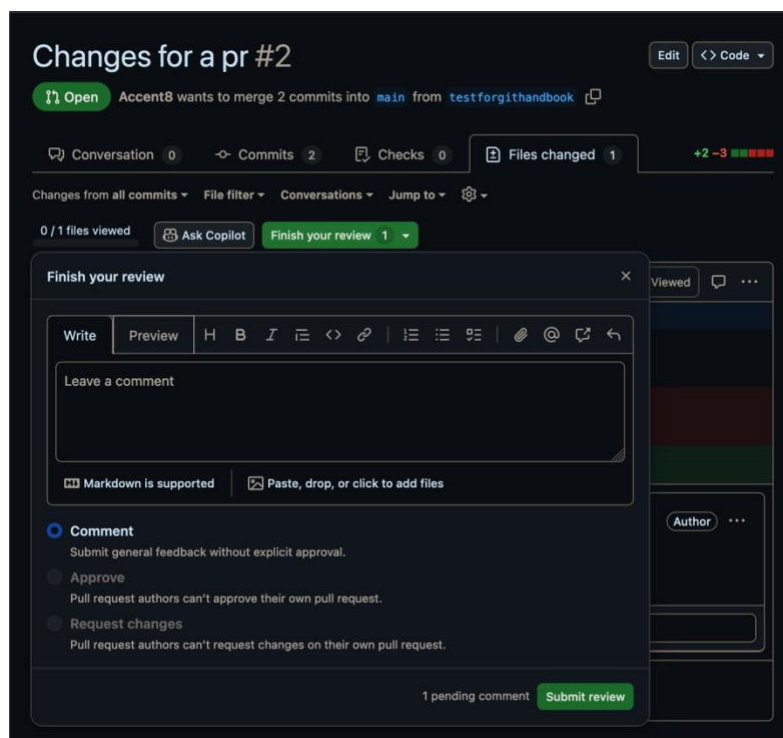 Changes for a pr #2
Edit
<> Code
Open
Accent8 wants to merge 2 commits into main from testforgithandbook
Conversation 0
Commits 2
Checks 0
Files changed 1
+2 −3
Changes from all commits
File filter
Conversations
Jump to
0 / 1 files viewed
Ask Copilot
Finish your review 1
Finish your review
Viewed
Write
Preview
H B I
Leave a comment
Markdown is supported
Paste, drop, or click to add files
Author
Comment
Submit general feedback without explicit approval.
Approve
Pull request authors can't approve their own pull request.
Request changes
Pull request authors can't request changes on their own pull request.
1 pending comment
Submit review